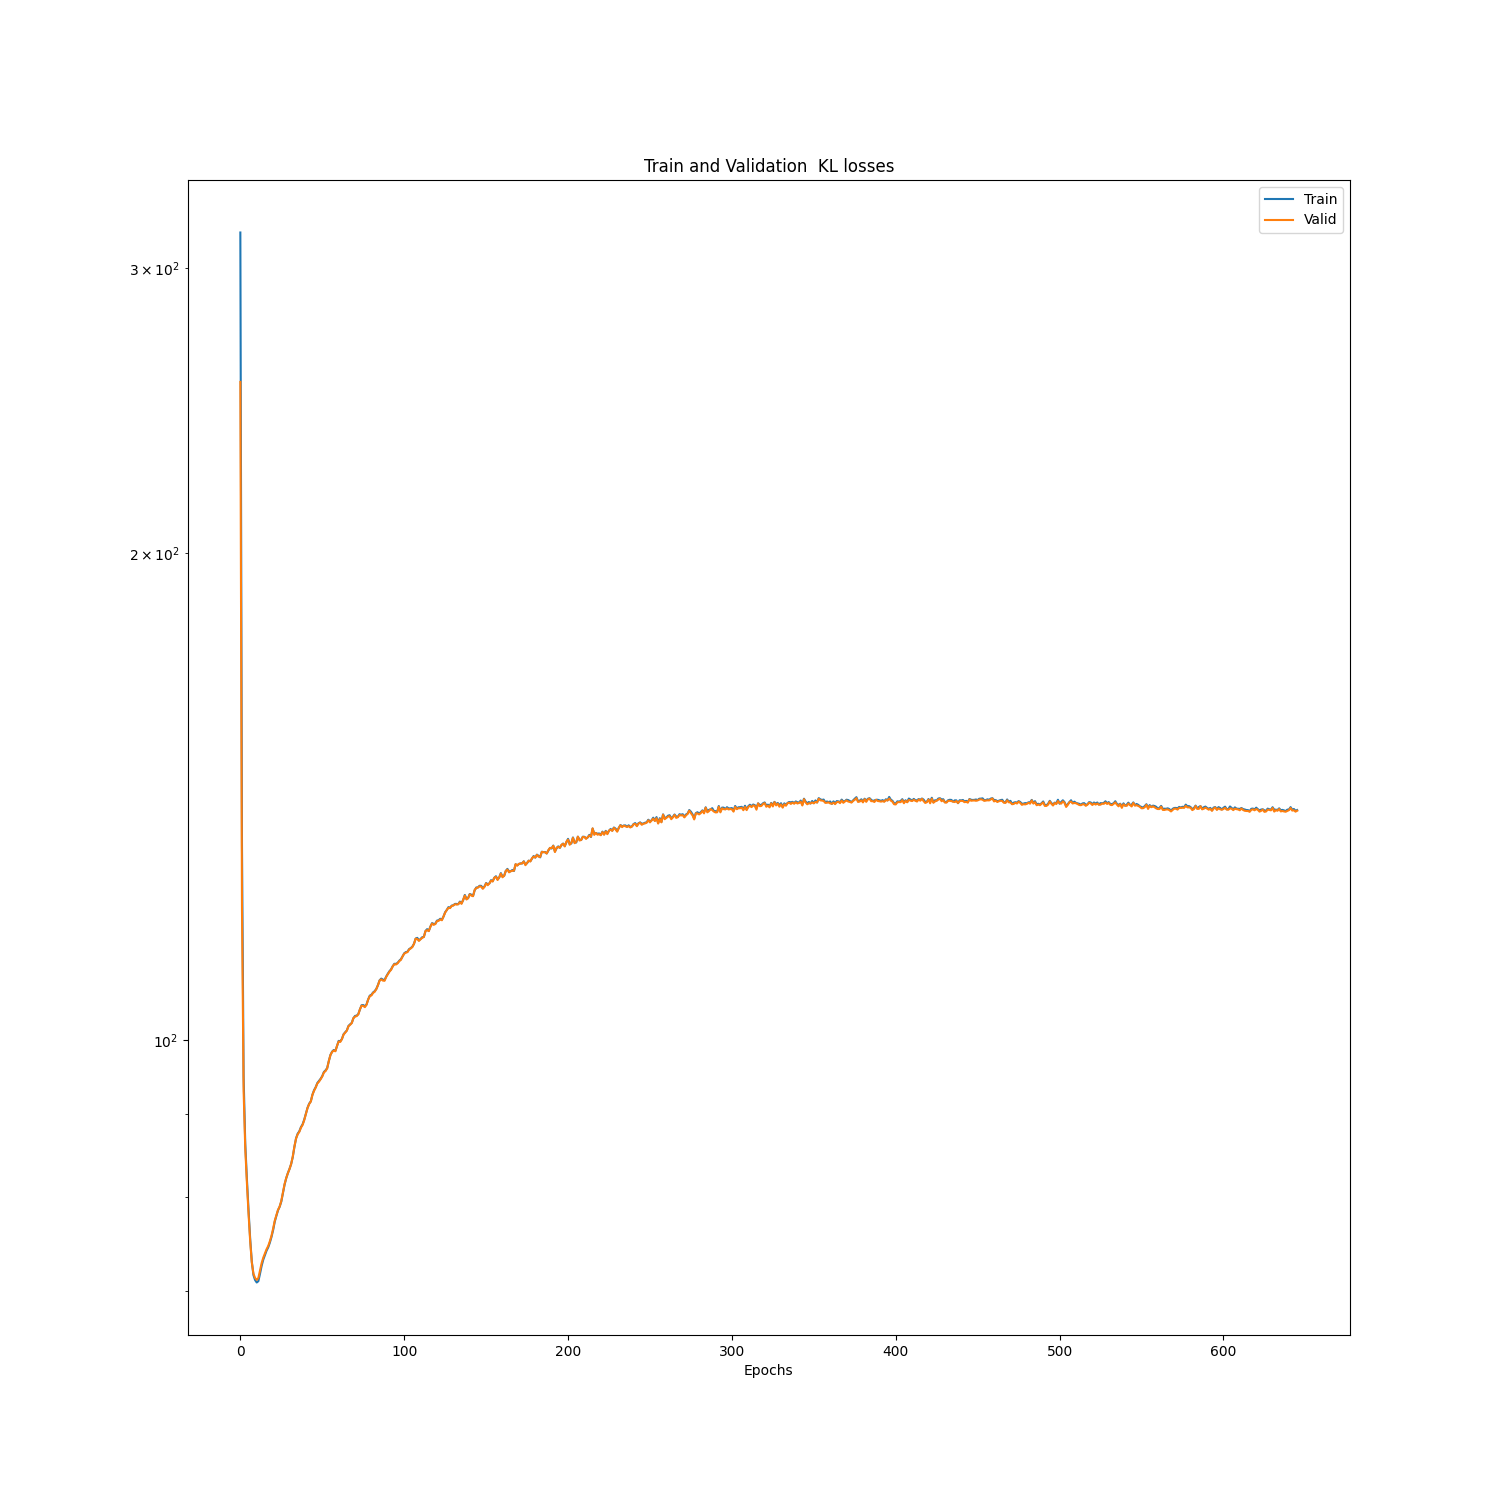 Train and Validation  KL losses
Train
Valid
3 × 10²
2 × 10²
10²
0 100 200 300 400 500 600
Epochs